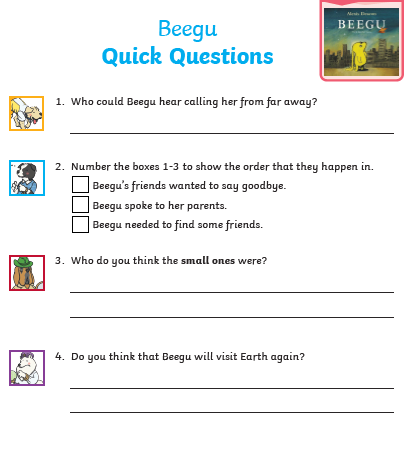 Beegu
Quick Questions
Alexis Deacon
BEEGU
1. Who could Beegu hear calling her from far away?
2. Number the boxes 1-3 to show the order that they happen in.
Beegu's friends wanted to say goodbye.
Beegu spoke to her parents.
Beegu needed to find some friends.
3. Who do you think the small ones were?
4. Do you think that Beegu will visit Earth again?